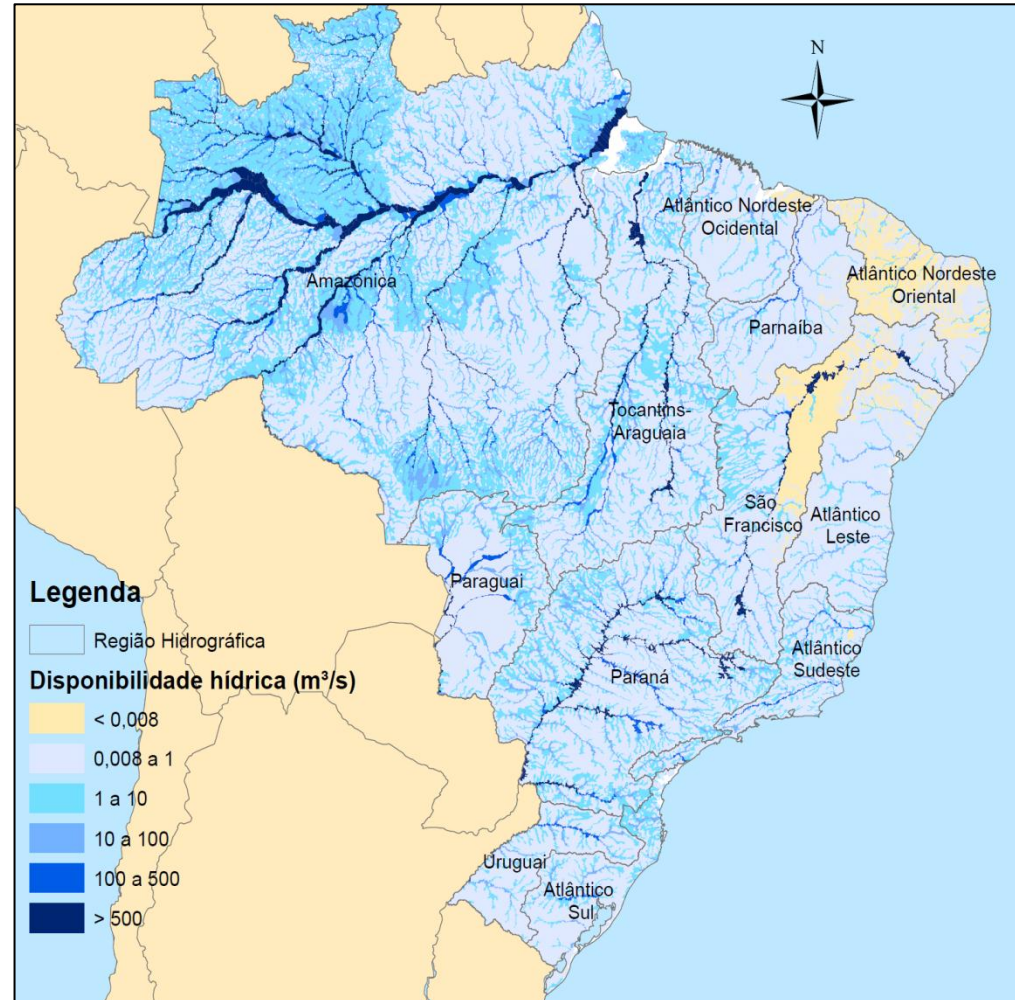 N
Atlântico Nordeste
Ocidental
Atlântico Nordeste
Oriental
Amazônica
Parnaíba
Tocantins-
Araguaia
São
Francisco
Atlântico
Leste
Paraguai
Atlântico
Sudeste
Paraná
Uruguai
Atlântico
Sul
Legenda
Região Hidrográfica
Disponibilidade hídrica (m³/s)
< 0,008
0,008 a 1
1 a 10
10 a 100
100 a 500
> 500